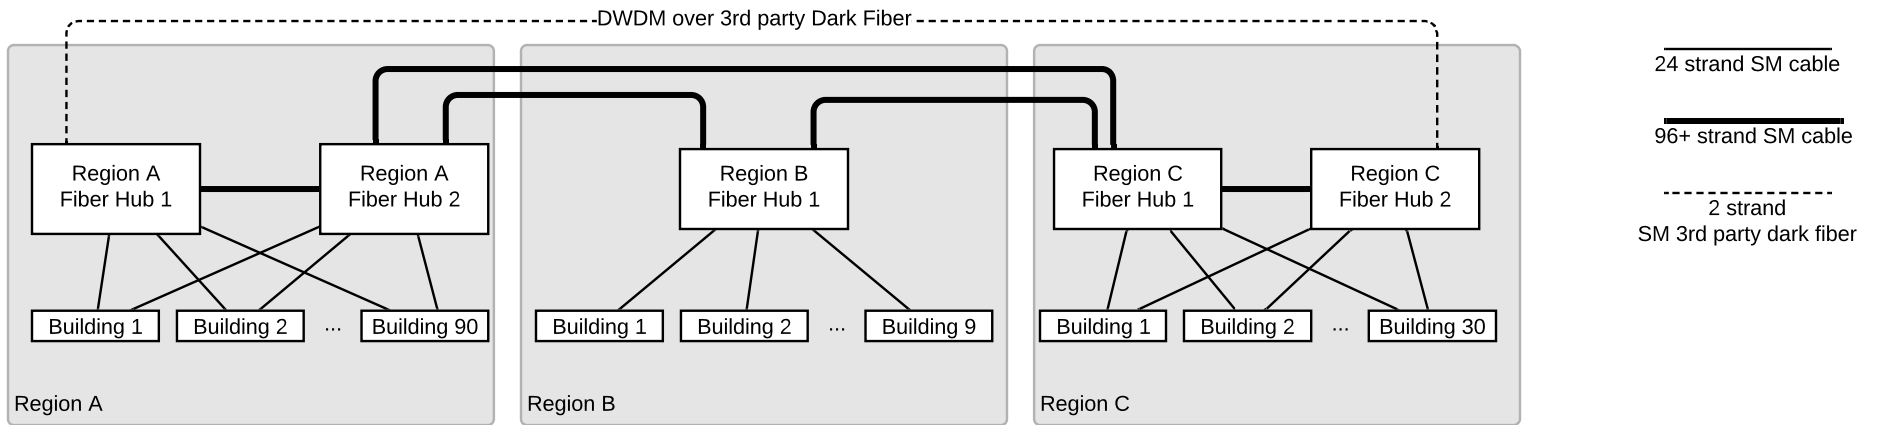 DWDM over 3rd party Dark Fiber
Region A
Fiber Hub 1
Region A
Fiber Hub 2
Building 1
Building 2
...
Building 90
Region A
Region B
Fiber Hub 1
Building 1
Building 2
...
Building 9
Region B
Region C
Fiber Hub 1
Region C
Fiber Hub 2
Building 1
Building 2
...
Building 30
Region C
24 strand SM cable
96+ strand SM cable
2 strand
SM 3rd party dark fiber